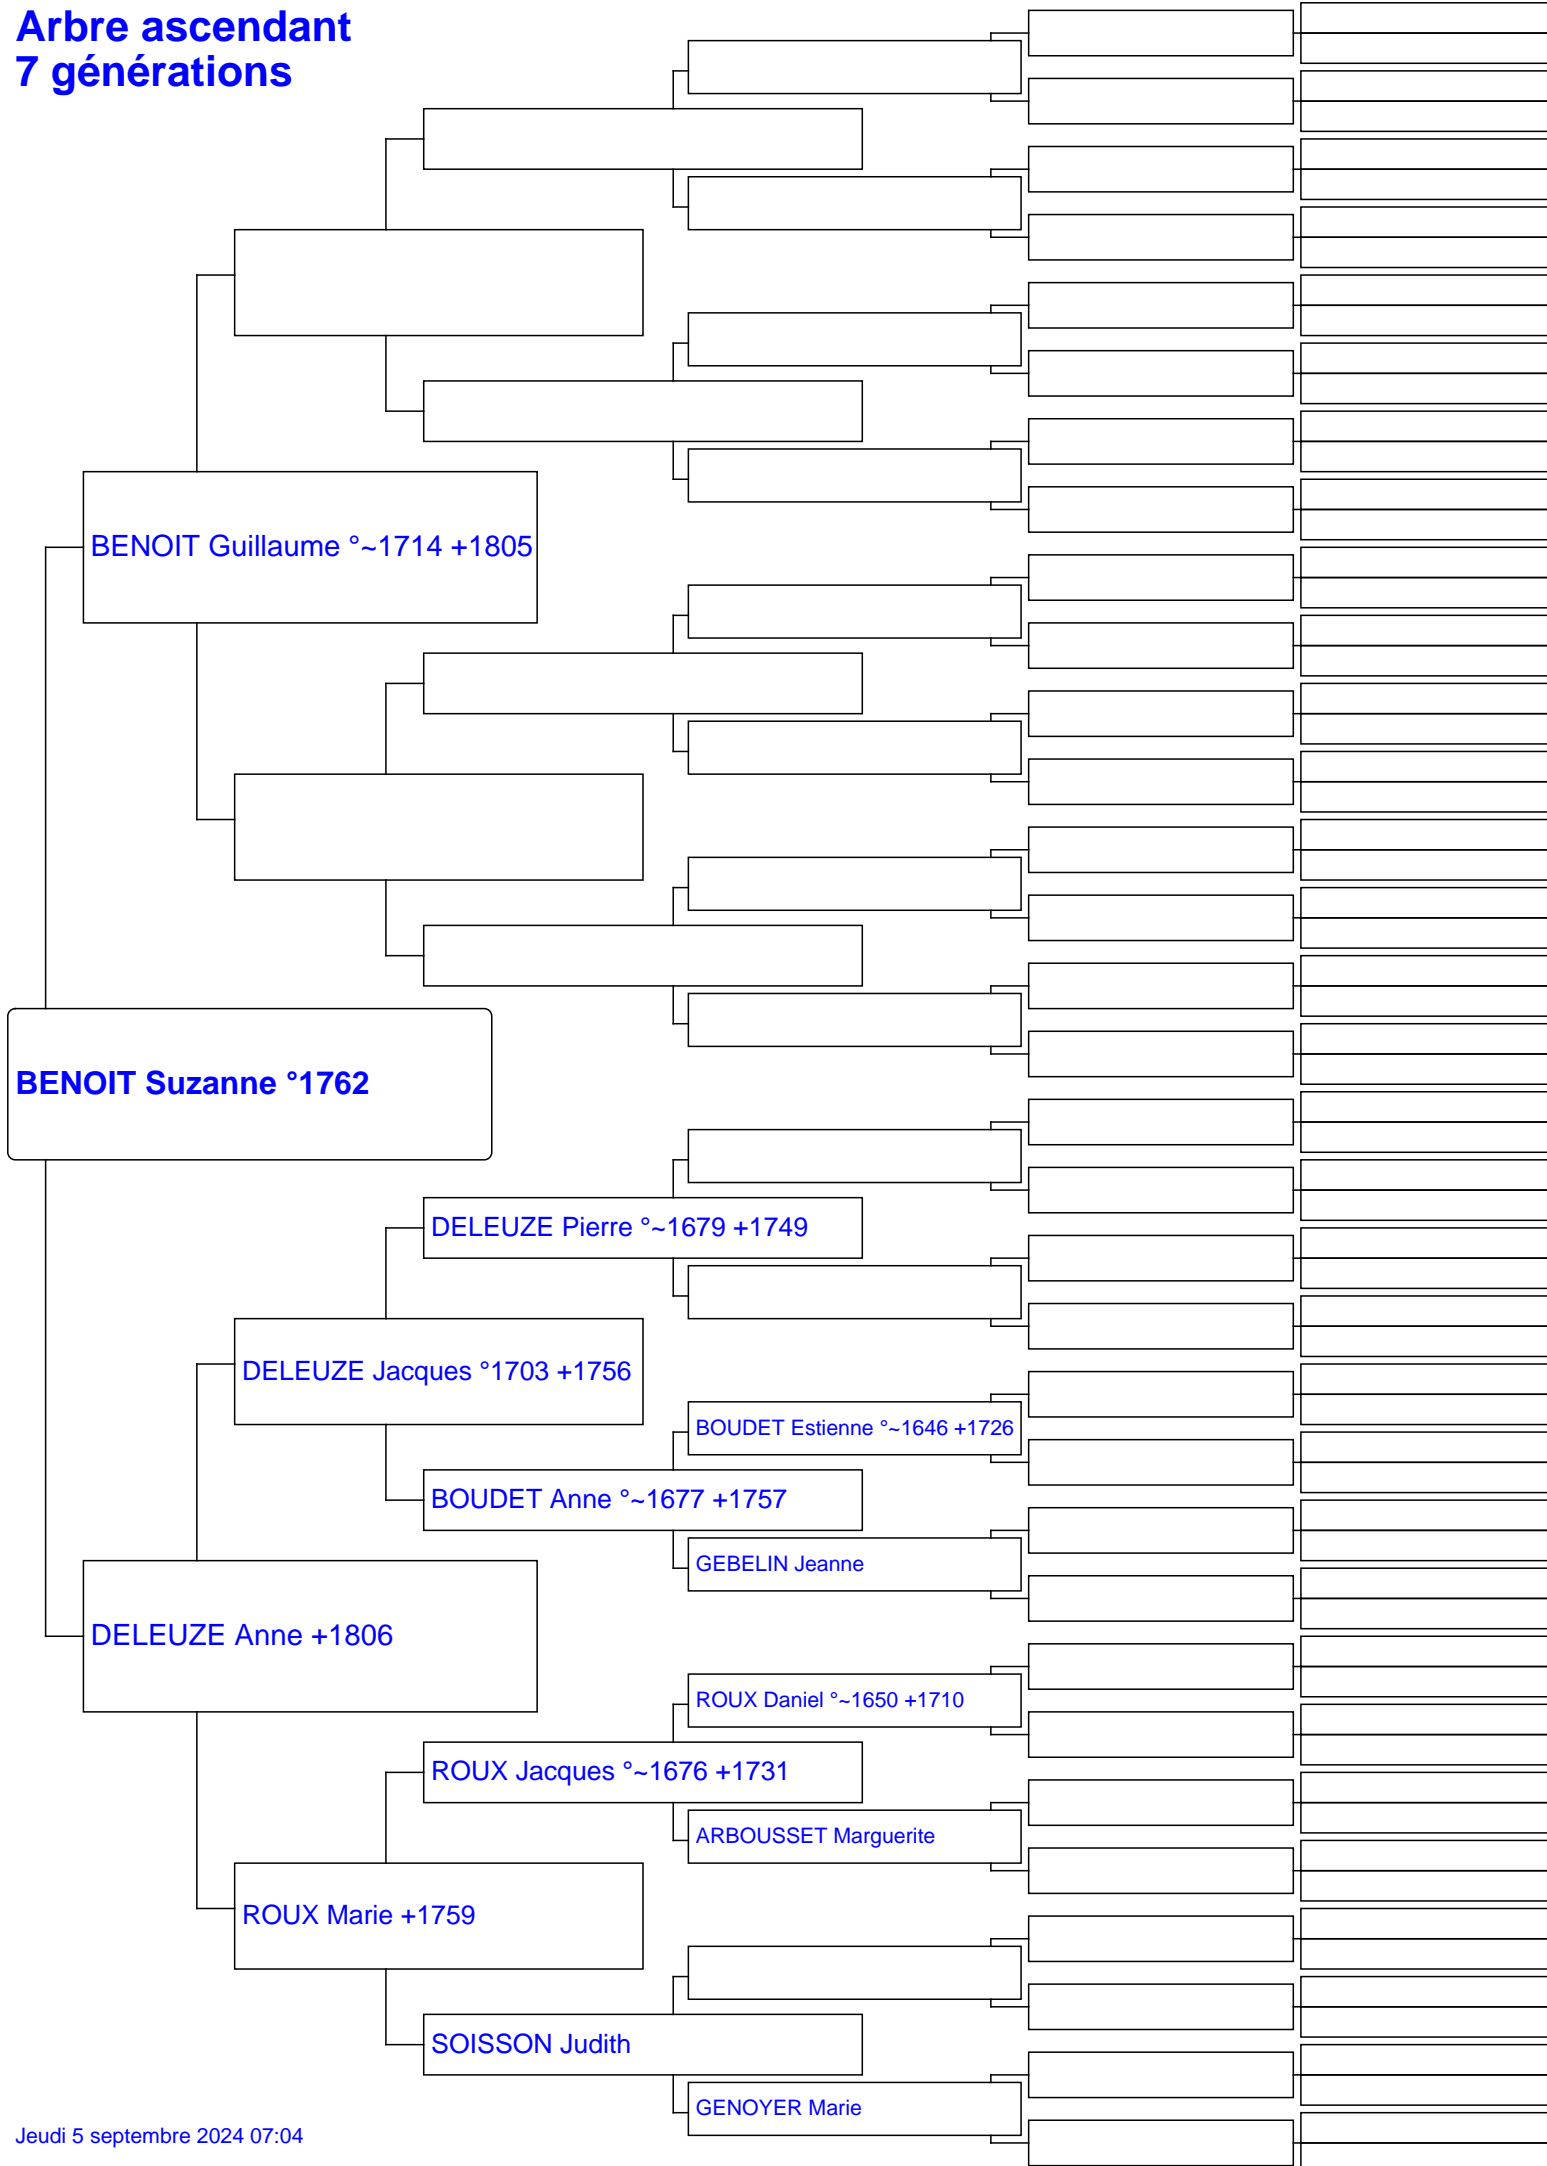 Arbre ascendant
7 générations
BENOIT Guillaume °~1714 +1805
BENOIT Suzanne °1762
DELEUZE Pierre °~1679 +1749
DELEUZE Jacques °1703 +1756
BOUDET Estienne °~1646 +1726
BOUDET Anne °~1677 +1757
GEBELIN Jeanne
DELEUZE Anne +1806
ROUX Daniel °~1650 +1710
ROUX Jacques °~1676 +1731
ARBOUSSET Marguerite
ROUX Marie +1759
SOISSON Judith
GENOYER Marie
Jeudi 5 septembre 2024 07:04